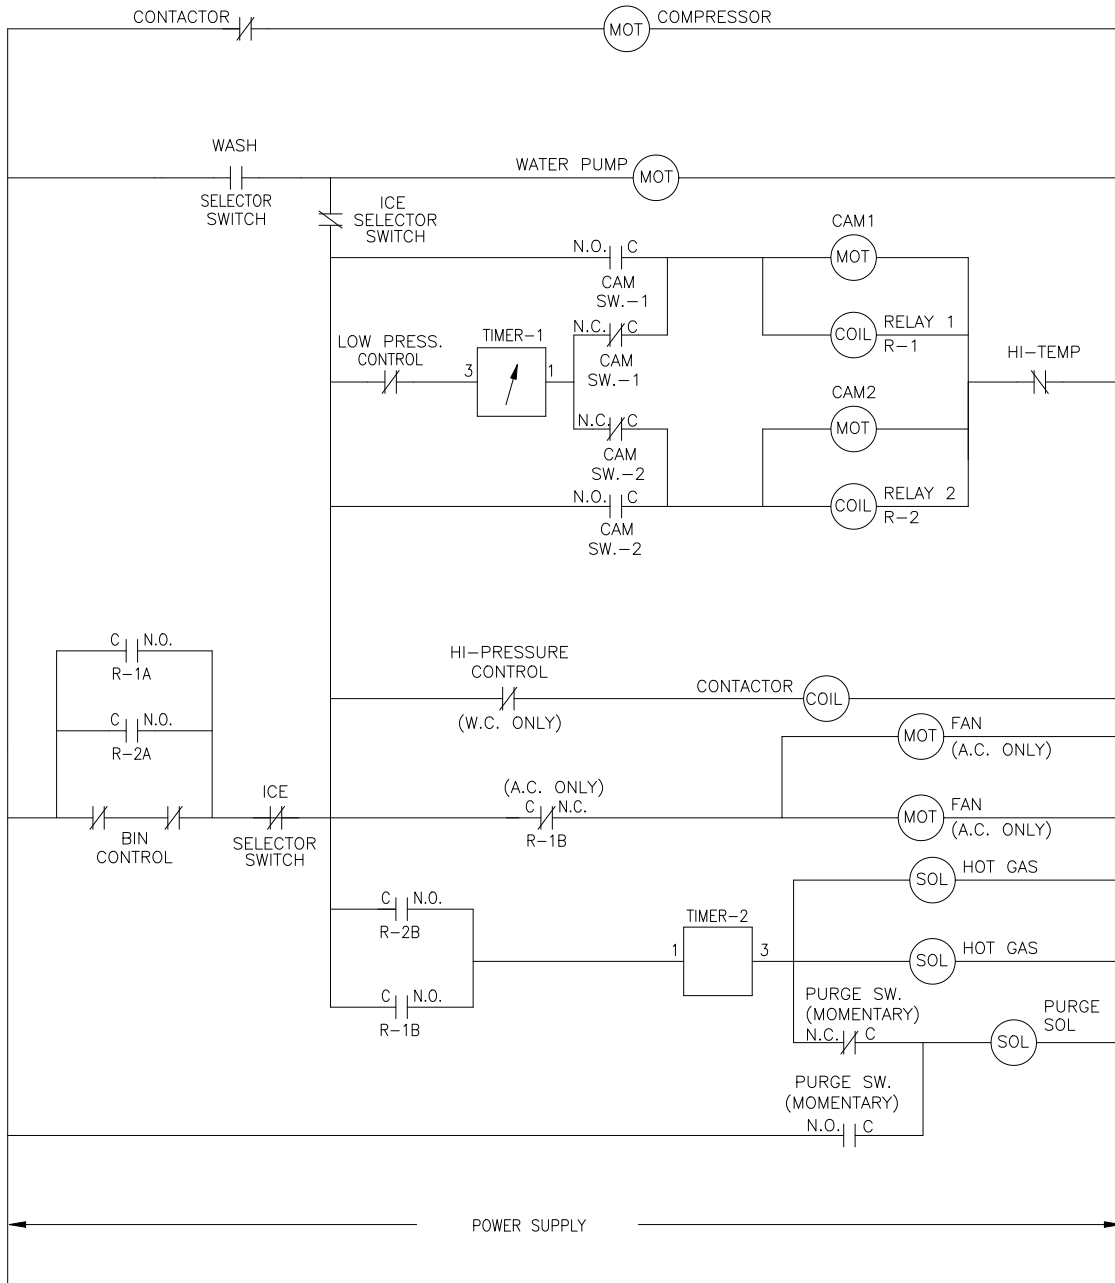 CONTACTOR
MOT
COMPRESSOR
WASH
SELECTOR
SWITCH
WATER PUMP
MOT
ICE
SELECTOR
SWITCH
N.O. C
CAM
SW.-1
CAM1
MOT
N.C. C
CAM
SW.-1
COIL
RELAY 1
R-1
LOW PRESS.
CONTROL
TIMER-1
3
1
HI-TEMP
N.C. C
CAM
SW.-2
CAM2
MOT
N.O. C
CAM
SW.-2
COIL
RELAY 2
R-2
C N.O.
R-1A
C N.O.
R-2A
BIN
CONTROL
ICE
SELECTOR
SWITCH
HI-PRESSURE
CONTROL
(W.C. ONLY)
CONTACTOR
COIL
MOT
FAN
(A.C. ONLY)
(A.C. ONLY)
C N.C.
R-1B
MOT
FAN
(A.C. ONLY)
SOL
HOT GAS
C N.O.
R-2B
TIMER-2
1
3
SOL
HOT GAS
C N.O.
R-1B
PURGE SW.
(MOMENTARY)
N.C. C
SOL
PURGE
SOL
PURGE SW.
(MOMENTARY)
N.O. C
POWER SUPPLY